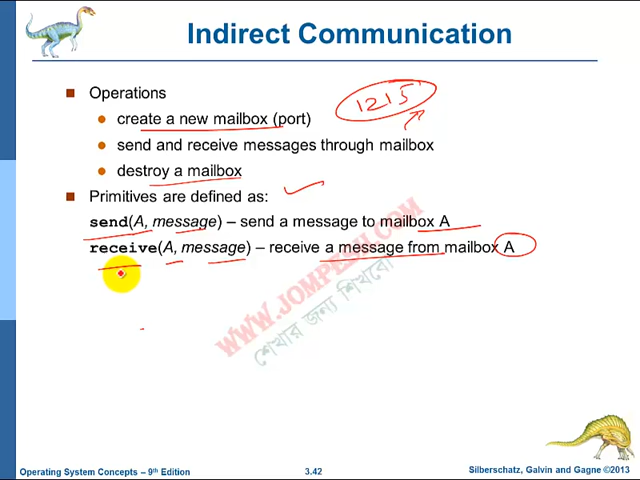 Indirect Communication
Operations
create a new mailbox (port)
1215
send and receive messages through mailbox
destroy a mailbox
Primitives are defined as:
send(A, message) – send a message to mailbox A
receive(A, message) – receive a message from mailbox A
WWW.JOMPESH.COM
শেখার জন্য শিখবো
Operating System Concepts – 9th Edition
3.42
Silberschatz, Galvin and Gagne ©2013